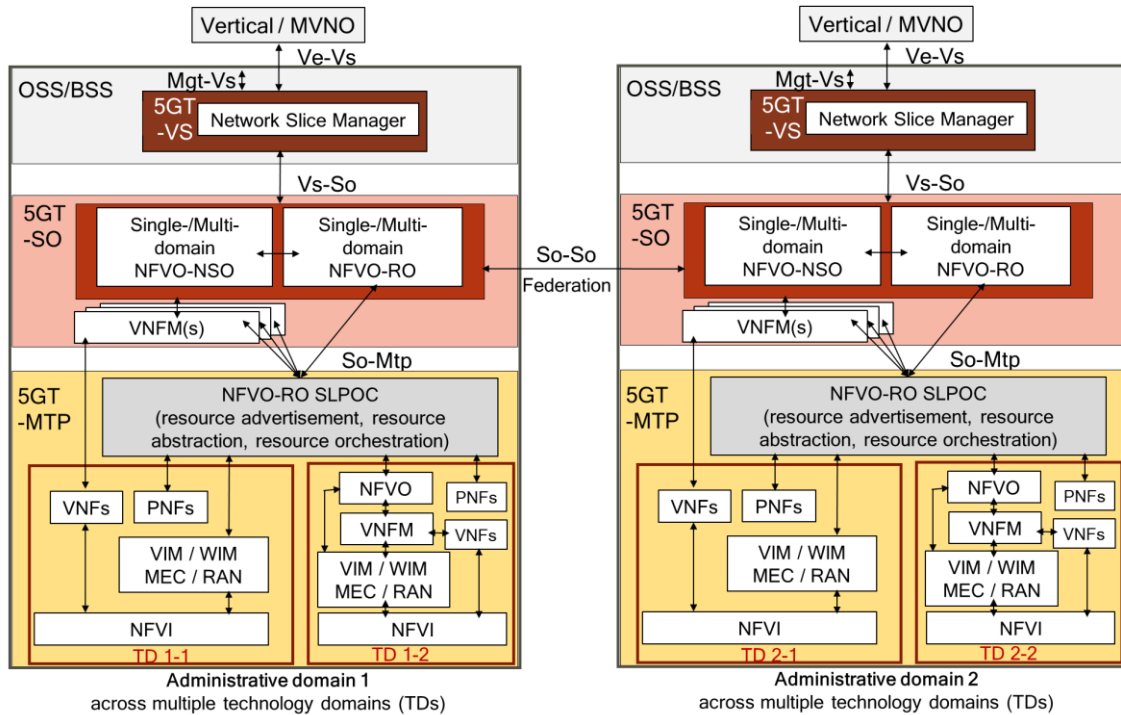 Vertical / MVNO
Ve-Vs
Mgt-Vs
OSS/BSS
5GT
-VS
Network Slice Manager
Vs-So
5GT
-SO
Single-/Multi-
domain
NFVO-NSO
Single-/Multi-
domain
NFVO-RO
VNFM(s)
So-Mtp
5GT
-MTP
NFVO-RO SLPOC
(resource advertisement, resource
abstraction, resource orchestration)
VNFs
PNFs
VIM / WIM
MEC / RAN
NFVI
TD 1-1
NFVO
PNFs
VNFM
VNFs
VIM / WIM
MEC / RAN
NFVI
TD 1-2
Administrative domain 1
across multiple technology domains (TDs)
So-So
Federation
Vertical / MVNO
Ve-Vs
Mgt-Vs
OSS/BSS
5GT
-VS
Network Slice Manager
Vs-So
5GT
-SO
Single-/Multi-
domain
NFVO-NSO
Single-/Multi-
domain
NFVO-RO
VNFM(s)
So-Mtp
5GT
-MTP
NFVO-RO SLPOC
(resource advertisement, resource
abstraction, resource orchestration)
VNFs
PNFs
VIM / WIM
MEC / RAN
NFVI
TD 2-1
NFVO
PNFs
VNFM
VNFs
VIM / WIM
MEC / RAN
NFVI
TD 2-2
Administrative domain 2
across multiple technology domains (TDs)